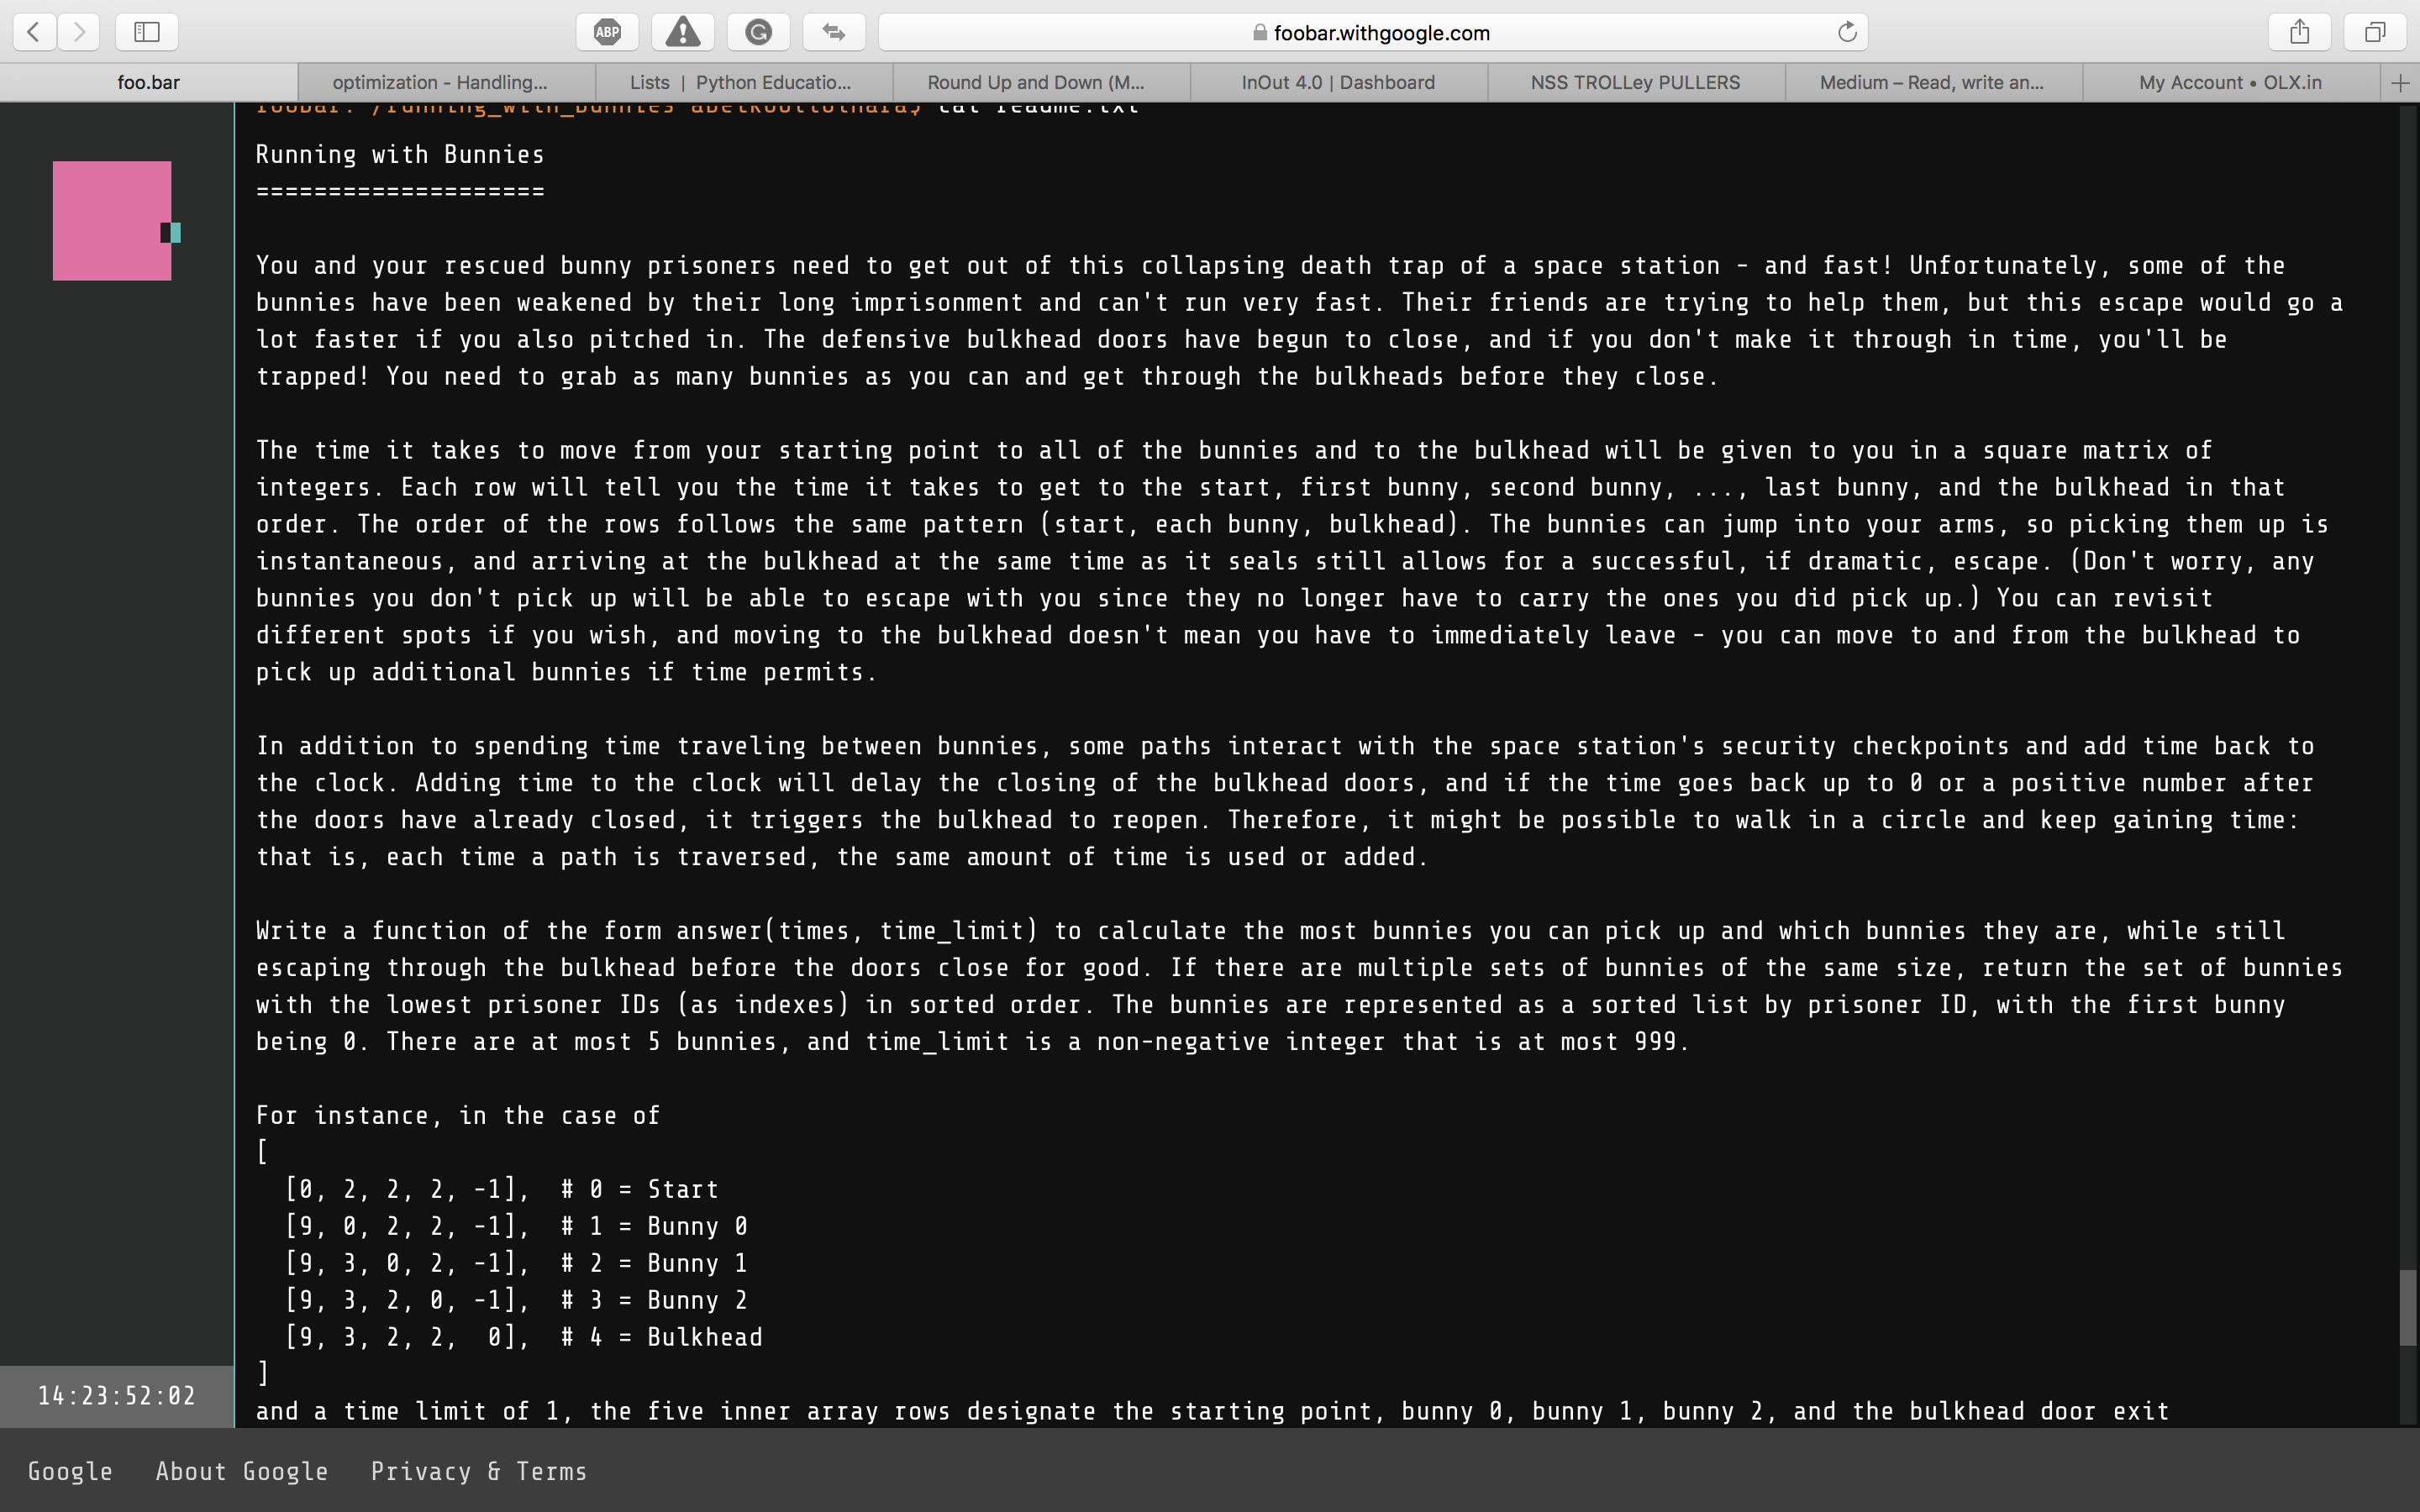 ABP
foobar.withgoogle.com
foo.bar
optimization - Handling...
Lists | Python Educatio...
Round Up and Down (M...
InOut 4.0 | Dashboard
NSS TROLLey PULLERS
Medium – Read, write an...
My Account • OLX.in
cat readme.txt
Running with Bunnies
====================
You and your rescued bunny prisoners need to get out of this collapsing death trap of a space station - and fast! Unfortunately, some of the
bunnies have been weakened by their long imprisonment and can't run very fast. Their friends are trying to help them, but this escape would go a
lot faster if you also pitched in. The defensive bulkhead doors have begun to close, and if you don't make it through in time, you'll be
trapped! You need to grab as many bunnies as you can and get through the bulkheads before they close.
The time it takes to move from your starting point to all of the bunnies and to the bulkhead will be given to you in a square matrix of
integers. Each row will tell you the time it takes to get to the start, first bunny, second bunny, ..., last bunny, and the bulkhead in that
order. The order of the rows follows the same pattern (start, each bunny, bulkhead). The bunnies can jump into your arms, so picking them up is
instantaneous, and arriving at the bulkhead at the same time as it seals still allows for a successful, if dramatic, escape. (Don't worry, any
bunnies you don't pick up will be able to escape with you since they no longer have to carry the ones you did pick up.) You can revisit
different spots if you wish, and moving to the bulkhead doesn't mean you have to immediately leave - you can move to and from the bulkhead to
pick up additional bunnies if time permits.
In addition to spending time traveling between bunnies, some paths interact with the space station's security checkpoints and add time back to
the clock. Adding time to the clock will delay the closing of the bulkhead doors, and if the time goes back up to 0 or a positive number after
the doors have already closed, it triggers the bulkhead to reopen. Therefore, it might be possible to walk in a circle and keep gaining time:
that is, each time a path is traversed, the same amount of time is used or added.
Write a function of the form answer(times, time_limit) to calculate the most bunnies you can pick up and which bunnies they are, while still
escaping through the bulkhead before the doors close for good. If there are multiple sets of bunnies of the same size, return the set of bunnies
with the lowest prisoner IDs (as indexes) in sorted order. The bunnies are represented as a sorted list by prisoner ID, with the first bunny
being 0. There are at most 5 bunnies, and time_limit is a non-negative integer that is at most 999.
For instance, in the case of
[
[0, 2, 2, 2, -1], # 0 = Start
[9, 0, 2, 2, -1], # 1 = Bunny 0
[9, 3, 0, 2, -1], # 2 = Bunny 1
[9, 3, 2, 0, -1], # 3 = Bunny 2
[9, 3, 2, 2, 0], # 4 = Bulkhead
]
and a time limit of 1, the five inner array rows designate the starting point, bunny 0, bunny 1, bunny 2, and the bulkhead door exit
14:23:52:02
Google About Google Privacy & Terms